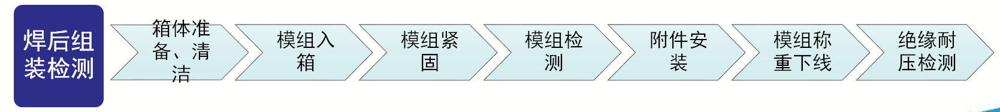 焊后组
装检测
箱体准
备、清
洁
模组入
箱
模组紧
固
模组检
测
附件安
装
模组称
重下线
绝缘耐
压检测